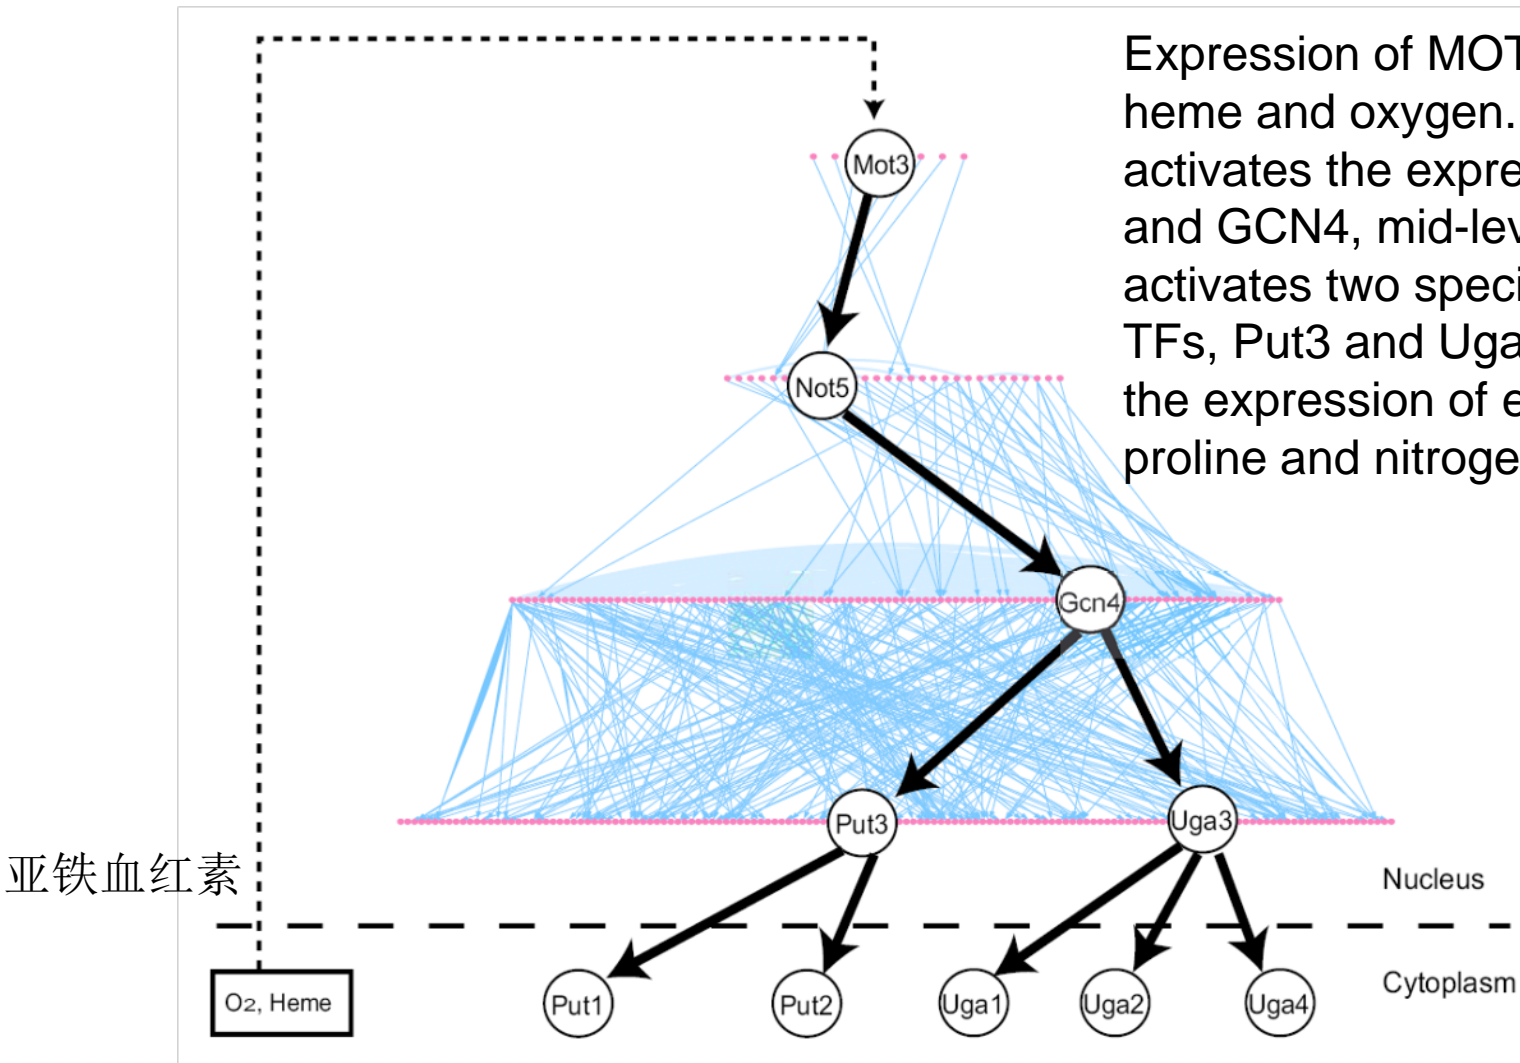 Expression of MOT
heme and oxygen.
activates the expre
and GCN4, mid-lev
activates two speci
TFs, Put3 and Uga
the expression of e
proline and nitroge
Mot3
Not5
Gcn4
Put3
Uga3
亚铁血红素
Nucleus
O2, Heme
Put1
Put2
Uga1
Uga2
Uga4
Cytoplasm